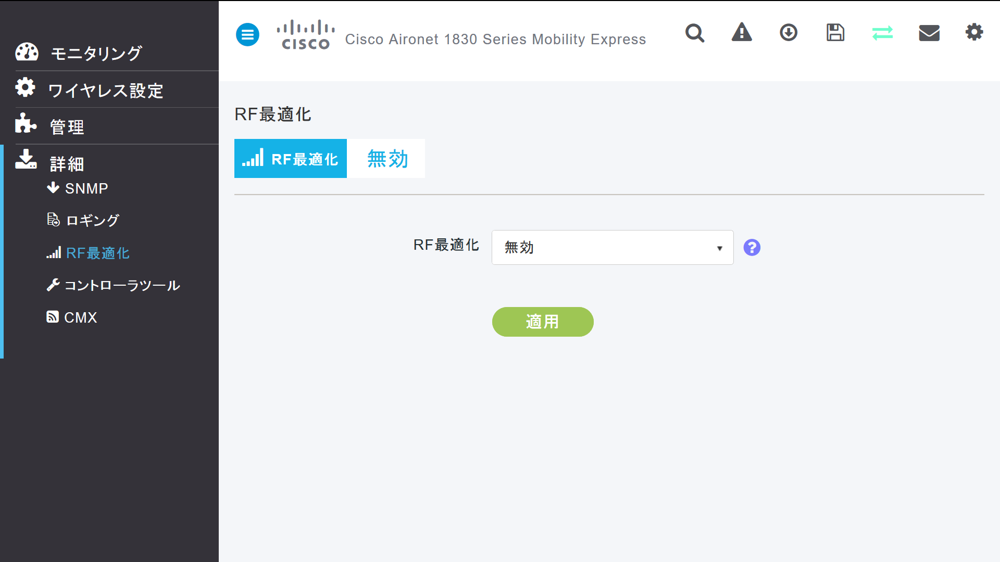 モニタリング
ワイヤレス設定
管理
詳細
SNMP
ロギング
RF最適化
コントローラツール
CMX
CISCO
Cisco Aironet 1830 Series Mobility Express
RF最適化
RF最適化 無効
RF最適化 無効
適用